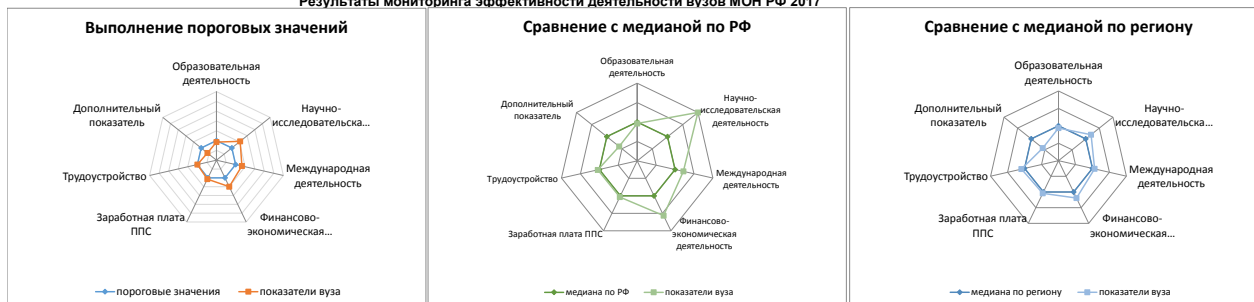 Результаты мониторинга эффективности деятельности вузов МОН РФ 2017
Выполнение пороговых значений
Образовательная
деятельность
Научно-
исследовательска...
Международная
деятельность
Финансово-
экономическая...
Заработная плата
ППС
Трудоустройство
Дополнительный
показатель
пороговые значения
показатели вуза
Сравнение с медианой по РФ
Образовательная
деятельность
Научно-
исследовательская
деятельность
Международная
деятельность
Финансово-
экономическая
деятельность
Заработная плата ППС
Трудоустройство
Дополнительный
показатель
медиана по РФ
показатели вуза
Сравнение с медианой по региону
Образовательная
деятельность
Научно-
исследовательска...
Международная
деятельность
Финансово-
экономическая...
Заработная плата
ППС
Трудоустройство
Дополнительный
показатель
медиана по региону
показатели вуза